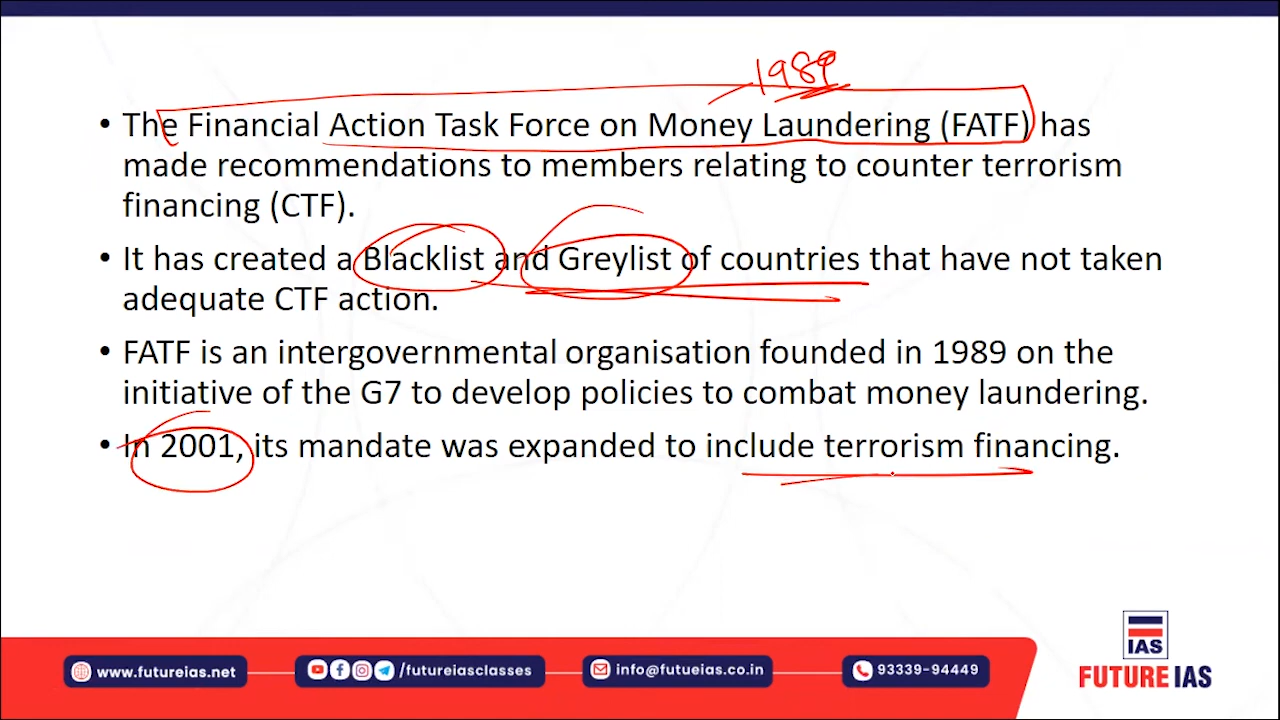 1989
• The Financial Action Task Force on Money Laundering (FATF) has
made recommendations to members relating to counter terrorism
financing (CTF).
• It has created a Blacklist and Greylist of countries that have not taken
adequate CTF action.
• FATF is an intergovernmental organisation founded in 1989 on the
initiative of the G7 to develop policies to combat money laundering.
• In 2001, its mandate was expanded to include terrorism financing.
IAS
www.futureias.net /futureiasclasses info@futueias.co.in 93339-94449
FUTURE IAS